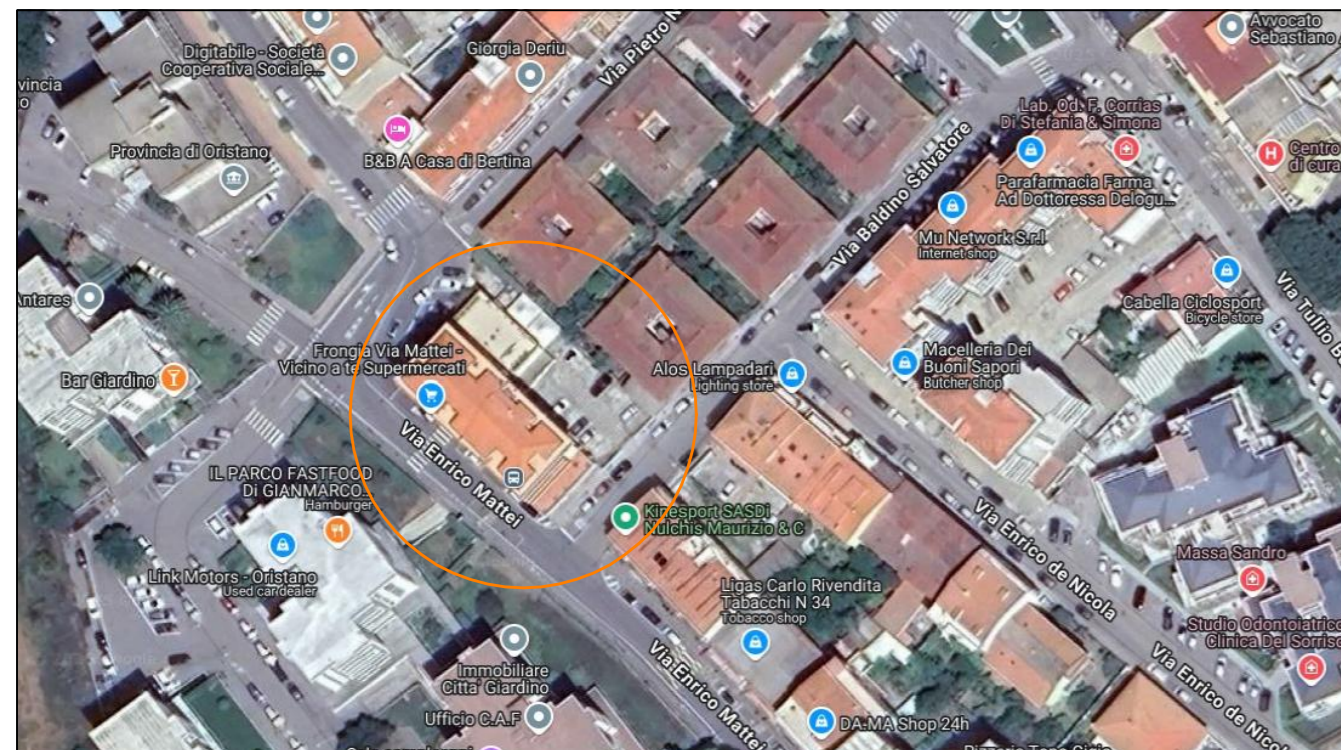 Digitabile - Società
Cooperativa Sociale...
Giorgia Deriu
Via Pietro N
Avvocato
Sebastiano A
vincia
o
Provincia di Oristano
B&B A Casa di Bertina
Lab. Od. F. Corrias
Di Stefania & Simona
Centro
di cura
Parafarmacia Farma
Ad Dottoressa Delogu...
Via Baldino Salvatore
Mu Network S.r.l
Internet shop
Antares
Cabella Ciclosport
Bicycle store
Via Tullio B
Frongia Via Mattei -
Vicino a te Supermercati
Bar Giardino
Alos Lampadari
Lighting store
Macelleria Dei
Buoni Sapori
Butcher shop
Via Enrico Mattei
IL PARCO FASTFOOD
Di GIANMARCO...
Hamburger
Kinesport SASDi
Nulchis Maurizio & C
Via Enrico de Nicola
Link Motors - Oristano
Used car dealer
Massa Sandro
Ligas Carlo Rivendita
Tabacchi N 34
Tobacco shop
Studio Odontoiatrico
Clinica Del Sorriso
Immobiliare
Citta' Giardino
Via Enrico Mattei
Via Enrico de Nico
Ufficio C.A.F
DA.MA Shop 24h